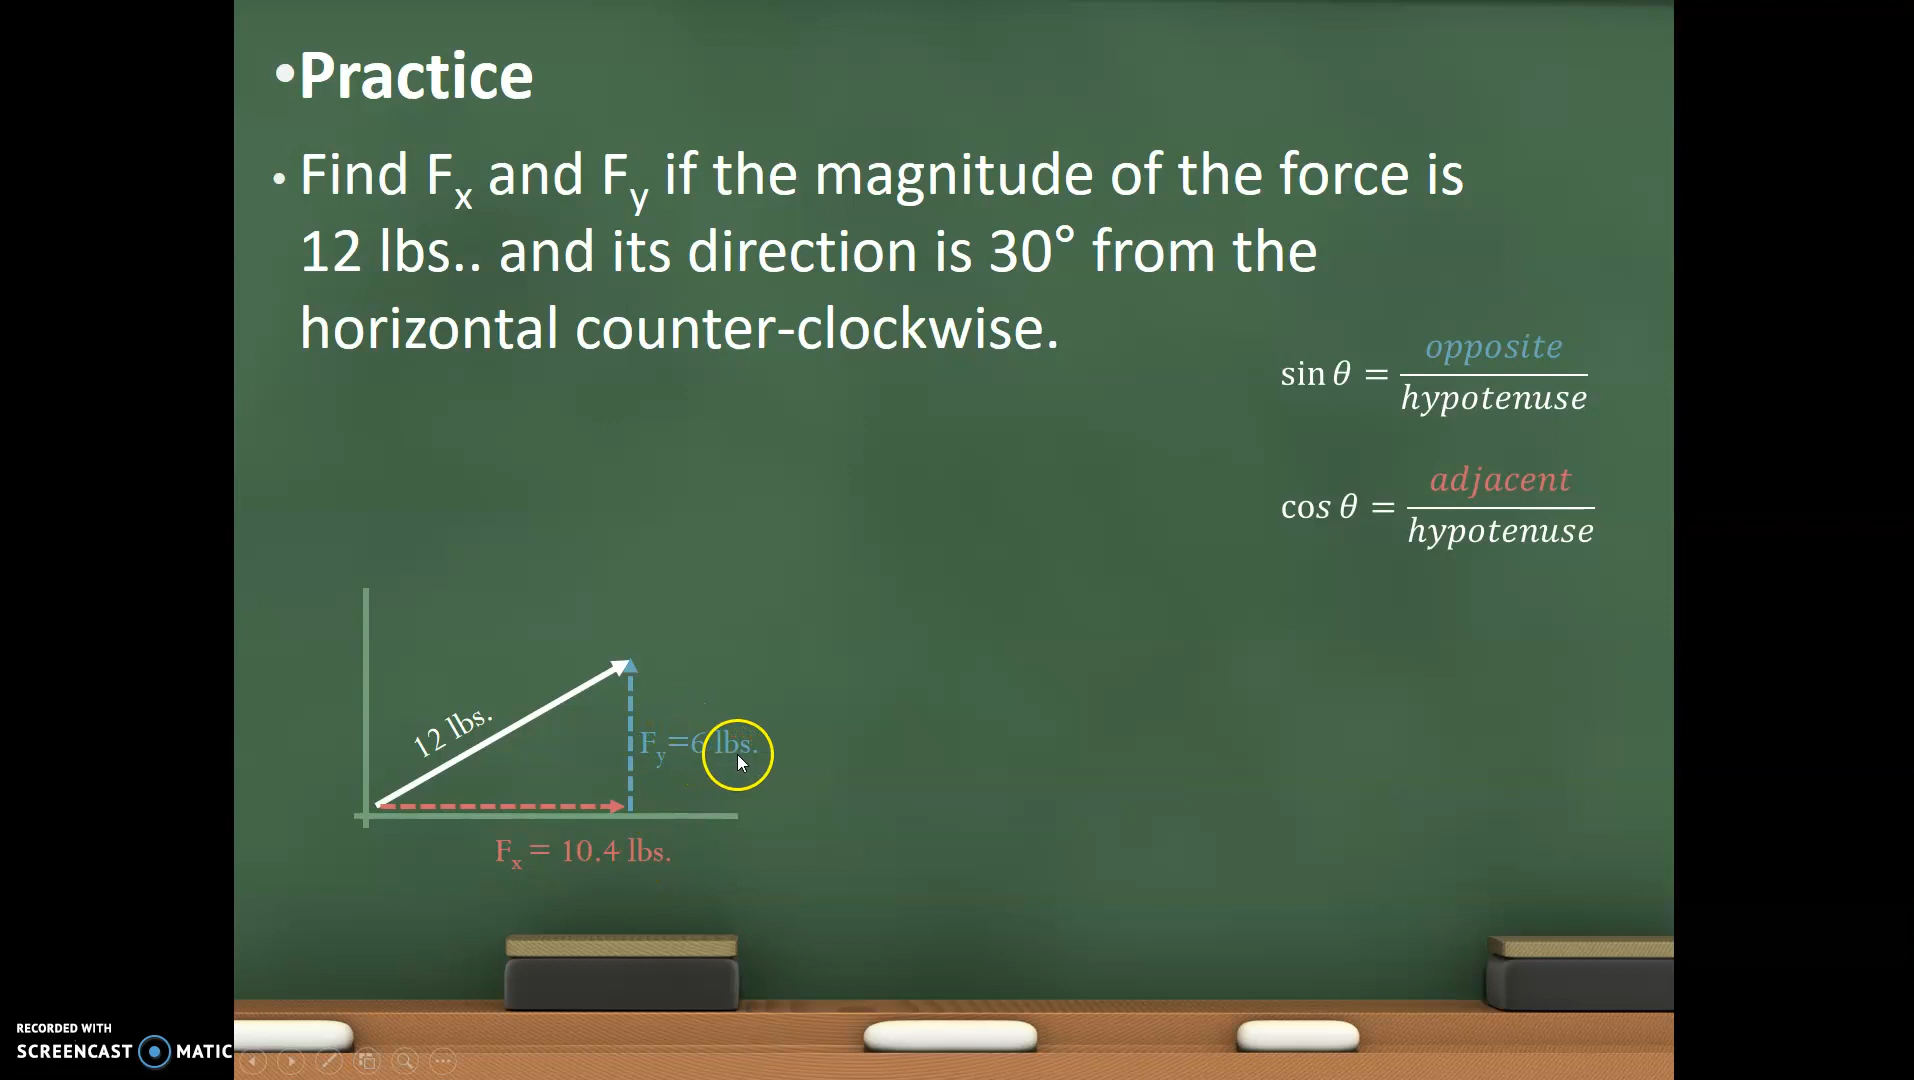 •Practice
• Find Fx and Fy if the magnitude of the force is
12 lbs.. and its direction is 30° from the
horizontal counter-clockwise.
sin θ = opposite / hypotenuse
cos θ = adjacent / hypotenuse
12 lbs.
Fy=6 lbs.
Fx = 10.4 lbs.
RECORDED WITH
SCREENCAST MATIC